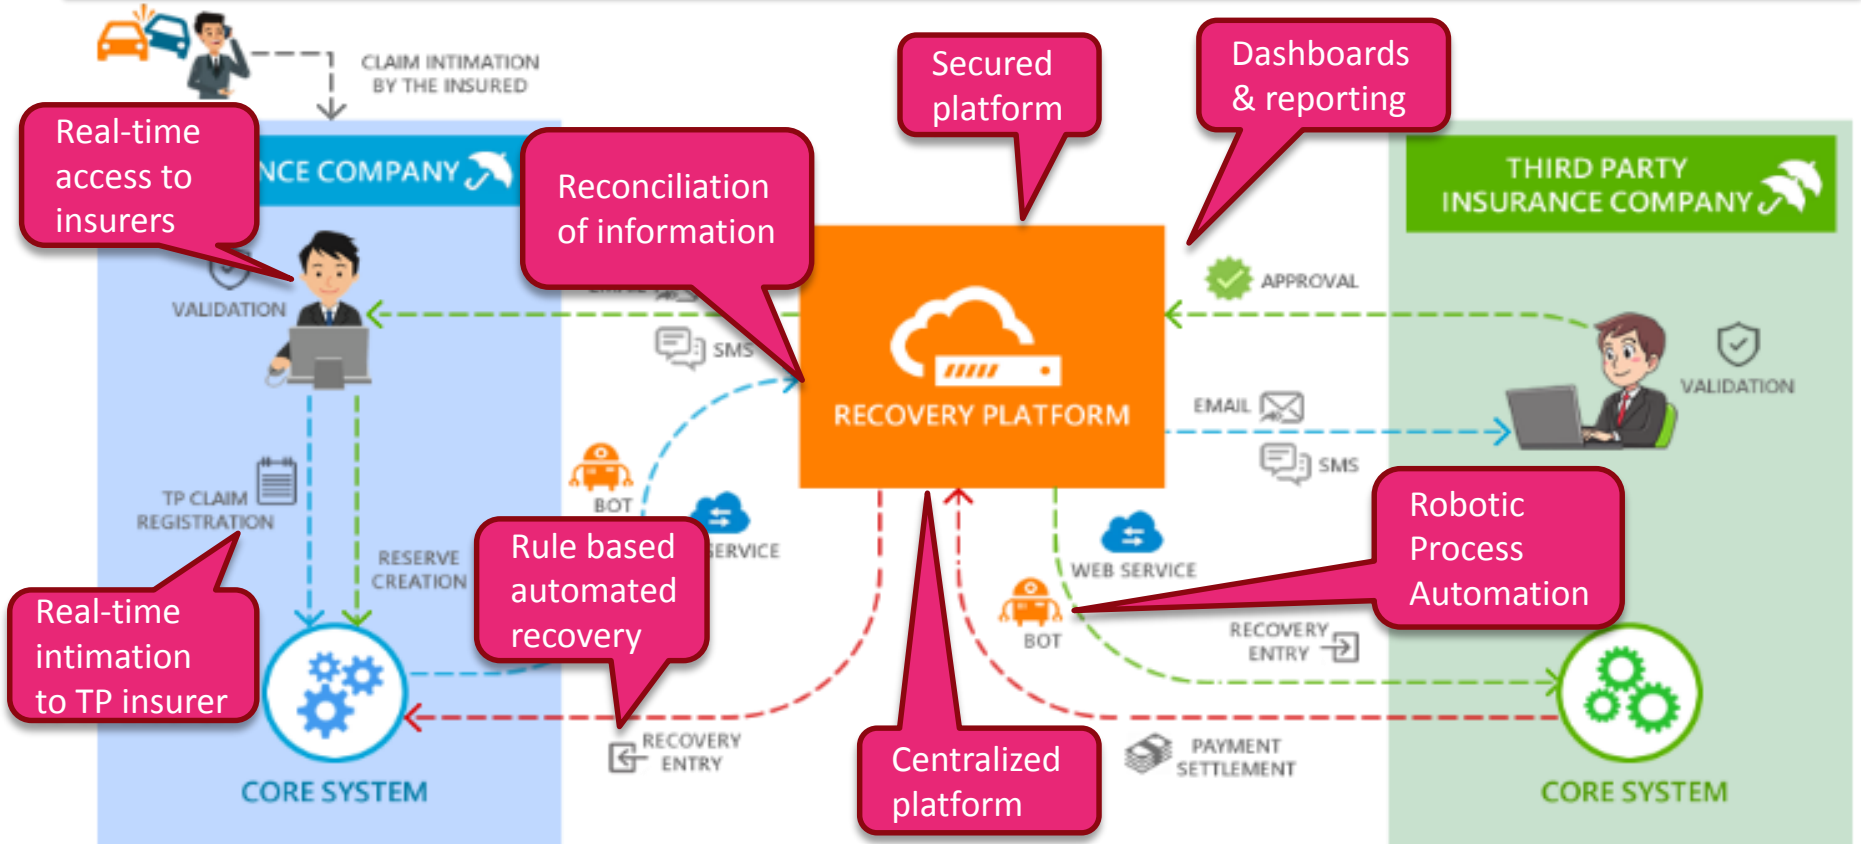 CLAIM INTIMATION
BY THE INSURED
Real-time
access to
insurers
NCE COMPANY
Reconciliation
of information
Secured
platform
Dashboards
& reporting
THIRD PARTY
INSURANCE COMPANY
VALIDATION
EMAIL
SMS
RECOVERY PLATFORM
APPROVAL
EMAIL
SMS
VALIDATION
TP CLAIM
REGISTRATION
RESERVE
CREATION
BOT
SERVICE
Real-time
intimation
to TP insurer
Rule based
automated
recovery
WEB SERVICE
BOT
Robotic
Process
Automation
RECOVERY
ENTRY
RECOVERY
ENTRY
Centralized
platform
PAYMENT
SETTLEMENT
CORE SYSTEM
CORE SYSTEM